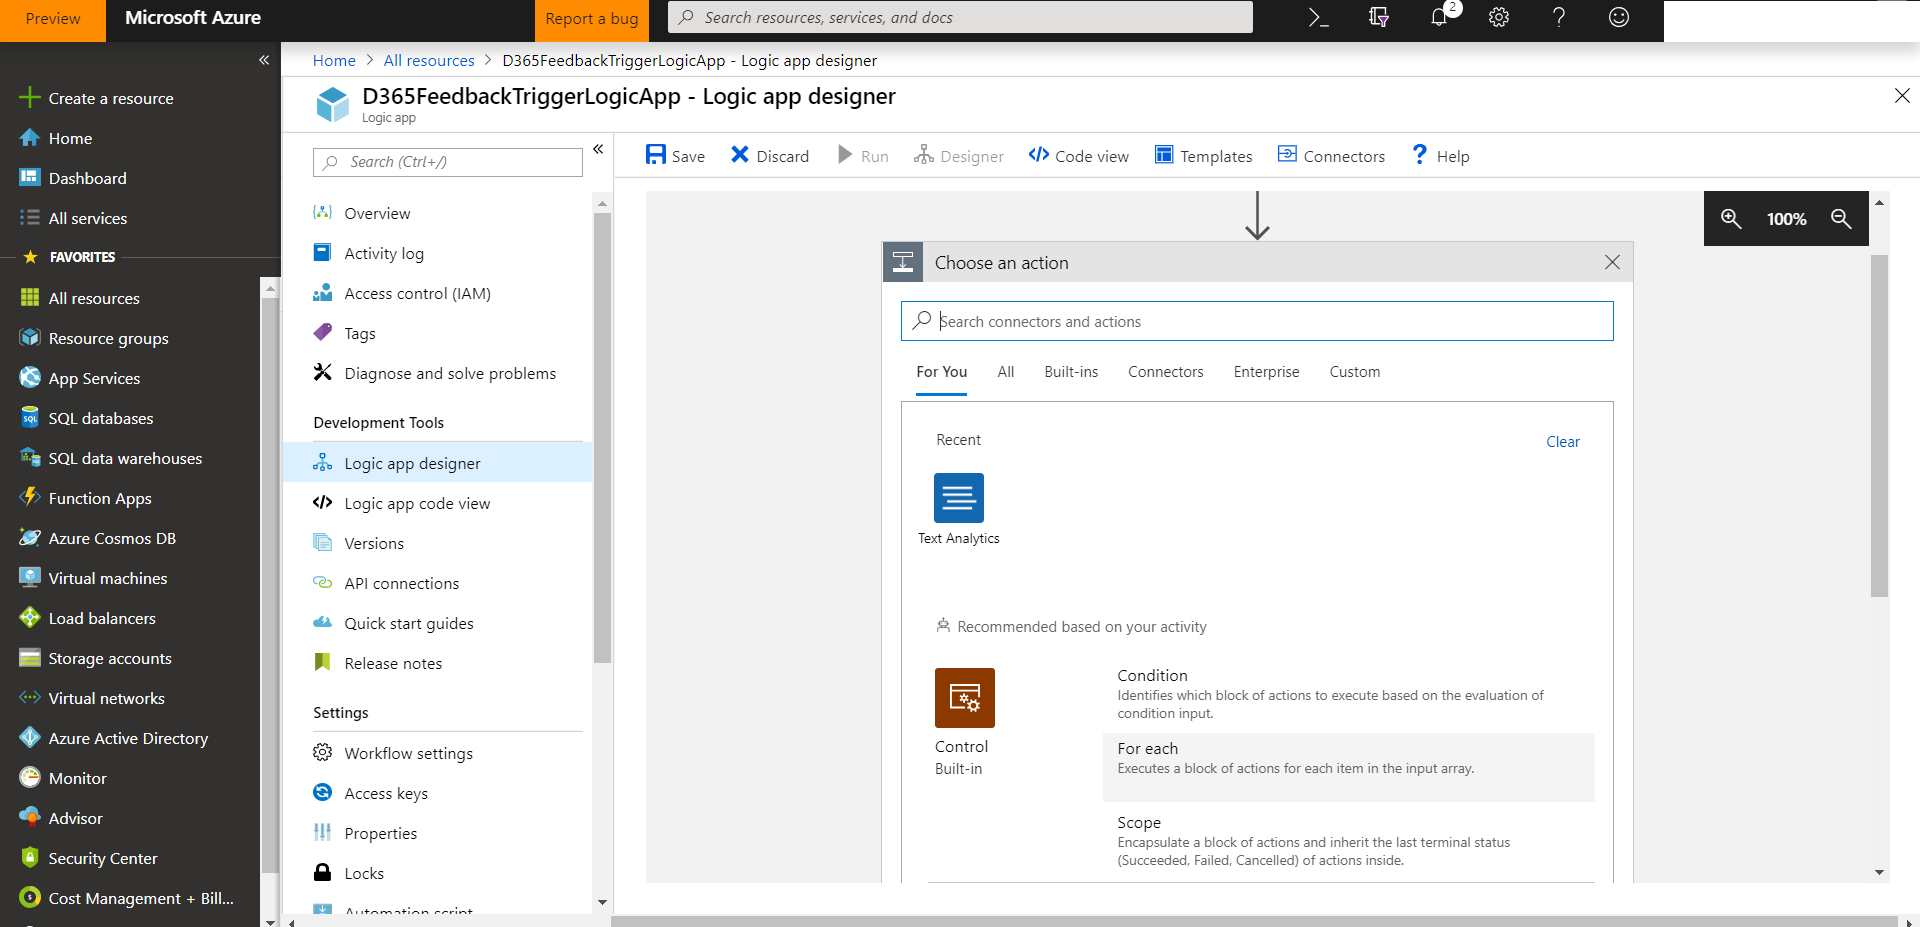 Preview
Microsoft Azure
Report a bug
Search resources, services, and docs
2
Home > All resources > D365FeedbackTriggerLogicApp - Logic app designer
D365FeedbackTriggerLogicApp - Logic app designer
Logic app
Create a resource
Home
Dashboard
All services
FAVORITES
All resources
Resource groups
App Services
SQL databases
SQL data warehouses
Function Apps
Azure Cosmos DB
Virtual machines
Load balancers
Storage accounts
Virtual networks
Azure Active Directory
Monitor
Advisor
Security Center
Cost Management + Bill...
Search (Ctrl+/)
Overview
Activity log
Access control (IAM)
Tags
Diagnose and solve problems
Development Tools
Logic app designer
Logic app code view
Versions
API connections
Quick start guides
Release notes
Settings
Workflow settings
Access keys
Properties
Locks
Automation script
Save
Discard
Run
Designer
Code view
Templates
Connectors
Help
100%
Choose an action
Search connectors and actions
For You
All
Built-ins
Connectors
Enterprise
Custom
Recent
Clear
Text Analytics
Recommended based on your activity
Control
Built-in
Condition
Identifies which block of actions to execute based on the evaluation of
condition input.
For each
Executes a block of actions for each item in the input array.
Scope
Encapsulate a block of actions and inherit the last terminal status
(Succeeded, Failed, Cancelled) of actions inside.